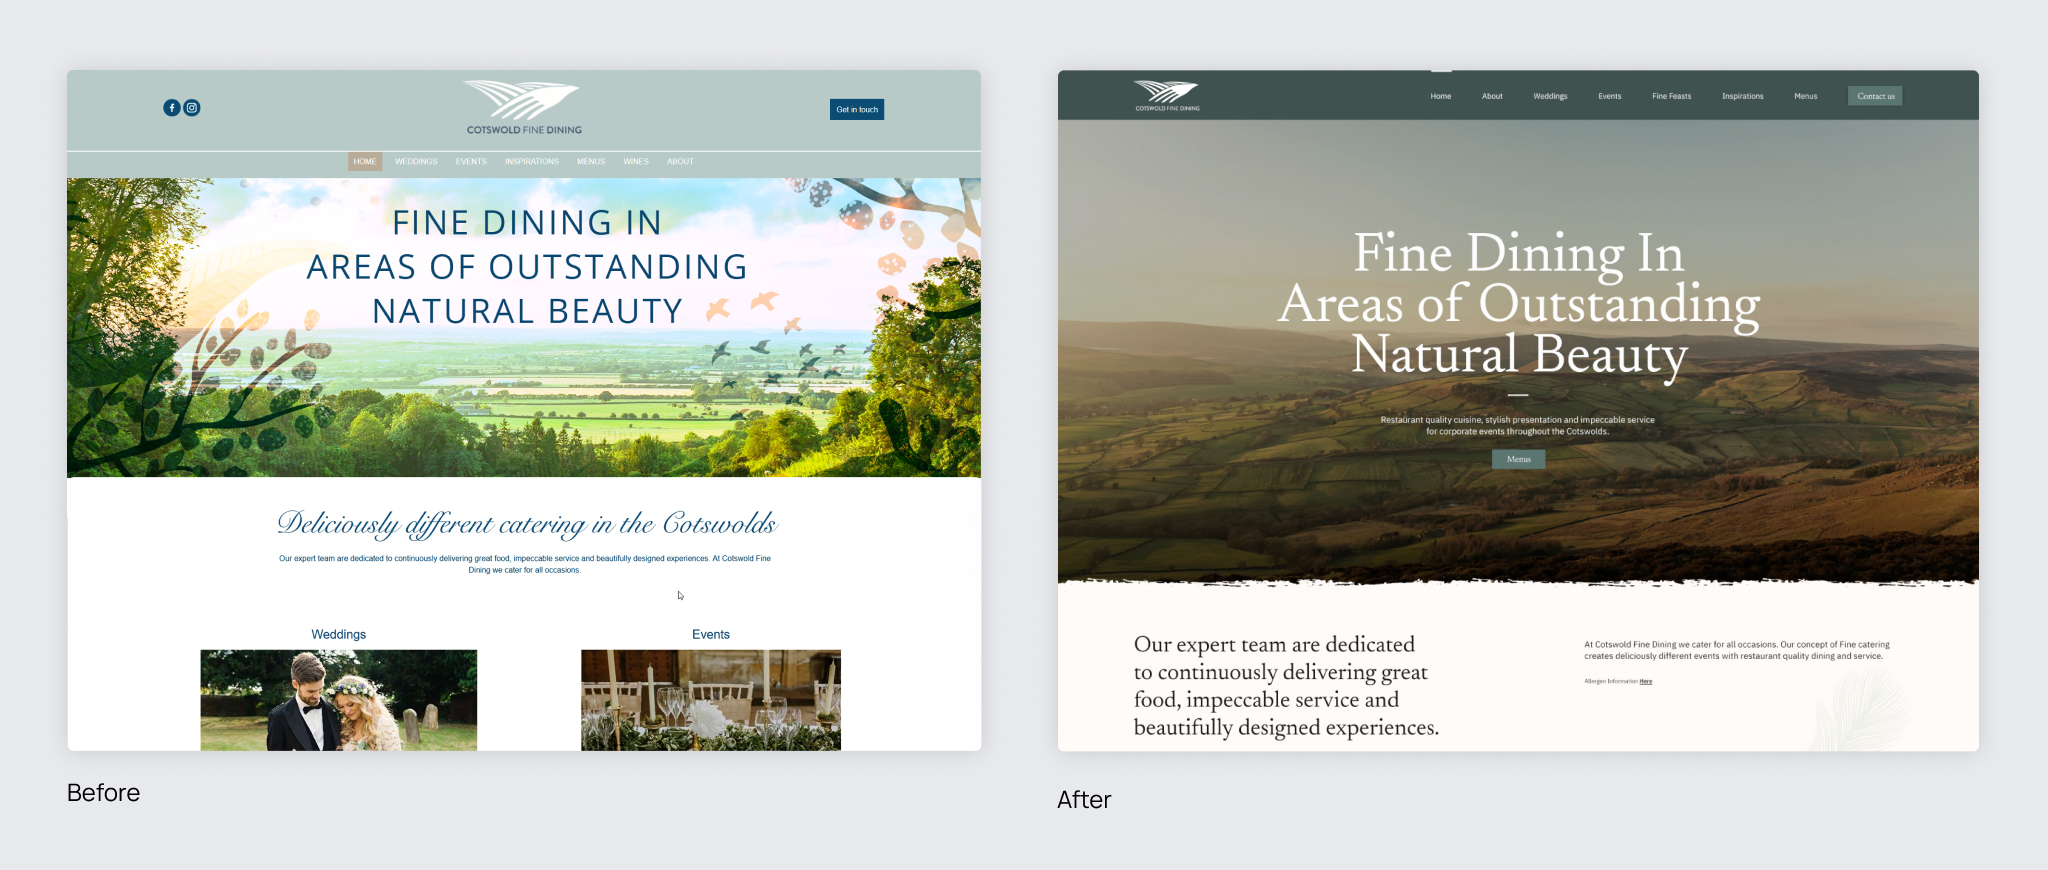 COTSWOLD FINE DINING
Get in touch
HOME WEDDINGS EVENTS INSPIRATIONS MENUS WINES ABOUT
FINE DINING IN
AREAS OF OUTSTANDING
NATURAL BEAUTY
Deliciously different catering in the Cotswolds
Our expert team are dedicated to continuously delivering great food, impeccable service and beautifully designed experiences. At Cotswold Fine
Dining we cater for all occasions.
Weddings Events
Before
COTSWOLD FINE DINING
Home About Weddings Events Fine Feasts Inspirations Menus Contact us
Fine Dining In
Areas of Outstanding
Natural Beauty
Restaurant quality cuisine, stylish presentation and impeccable service
for corporate events throughout the Cotswolds.
Menus
Our expert team are dedicated
to continuously delivering great
food, impeccable service and
beautifully designed experiences.
At Cotswold Fine Dining we cater for all occasions. Our concept of Fine catering
creates deliciously different events with restaurant quality dining and service.
Allergen Information Here
After